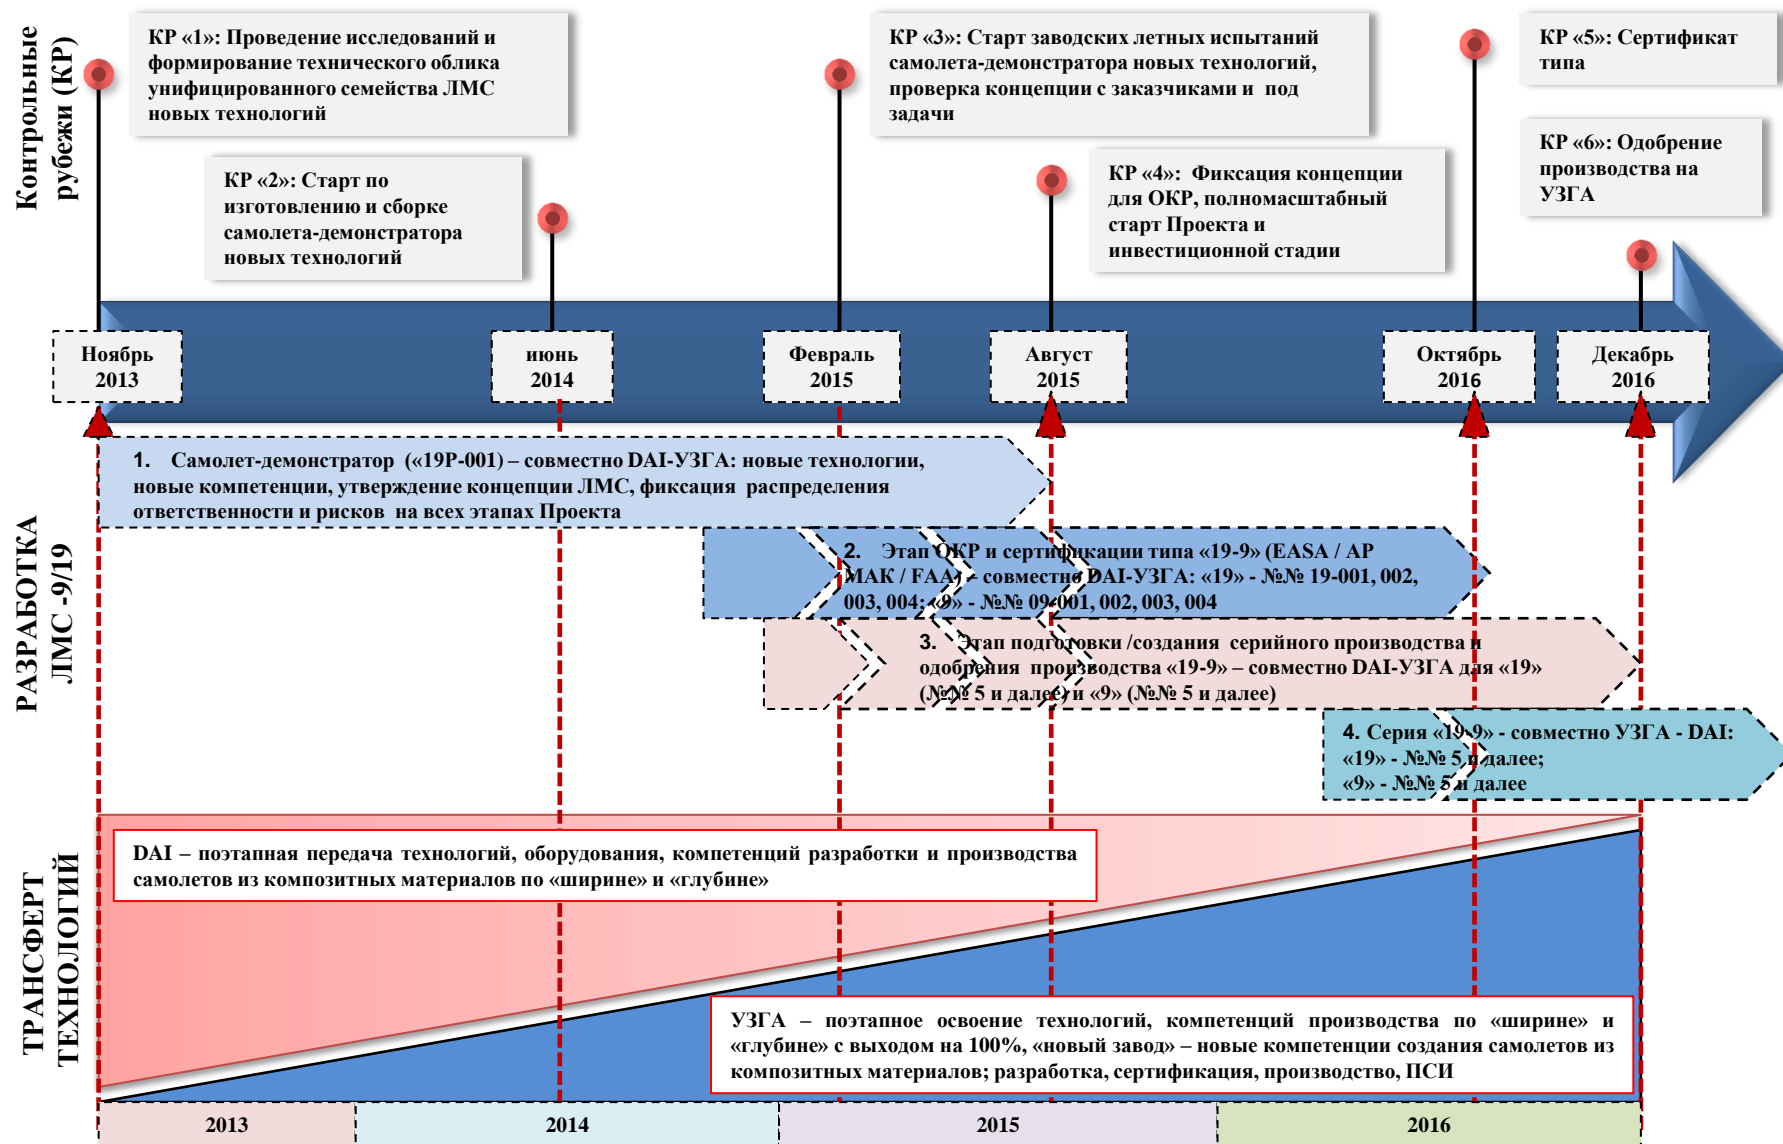 Контрольные
рубежи (КР)
КР «1»: Проведение исследований и
формирование технического облика
унифицированного семейства ЛМС
новых технологий
КР «2»: Старт по
изготовлению и сборке
самолета-демонстратора
новых технологий
КР «3»: Старт заводских летных испытаний
самолета-демонстратора новых технологий,
проверка концепции с заказчиками и под
задачи
КР «4»: Фиксация концепции
для ОКР, полномасштабный
старт Проекта и
инвестиционной стадии
КР «5»: Сертификат
типа
КР «6»: Одобрение
производства на
УЗГА
Ноябрь
2013
июнь
2014
Февраль
2015
Август
2015
Октябрь
2016
Декабрь
2016
РАЗРАБОТКА
ЛМС -9/19
1. Самолет-демонстратор («19Р-001) – совместно DAI-УЗГА: новые технологии,
новые компетенции, утверждение концепции ЛМС, фиксация распределения
ответственности и рисков на всех этапах Проекта
2. Этап ОКР и сертификации типа «19-9» (EASA / АР
МАК / FAA) – совместно DAI-УЗГА: «19» - №№ 19-001, 002,
003, 004; «9» - №№ 09-001, 002, 003, 004
3. Этап подготовки /создания серийного производства и
одобрения производства «19-9» – совместно DAI-УЗГА для «19»
(№№ 5 и далее) и «9» (№№ 5 и далее)
4. Серия «19-9» - совместно УЗГА - DAI:
«19» - №№ 5 и далее;
«9» - №№ 5 и далее
ТРАНСФЕРТ
ТЕХНОЛОГИЙ
DAI – поэтапная передача технологий, оборудования, компетенций разработки и производства
самолетов из композитных материалов по «ширине» и «глубине»
УЗГА – поэтапное освоение технологий, компетенций производства по «ширине» и
«глубине» с выходом на 100%, «новый завод» – новые компетенции создания самолетов из
композитных материалов; разработка, сертификация, производство, ПСИ
2013
2014
2015
2016